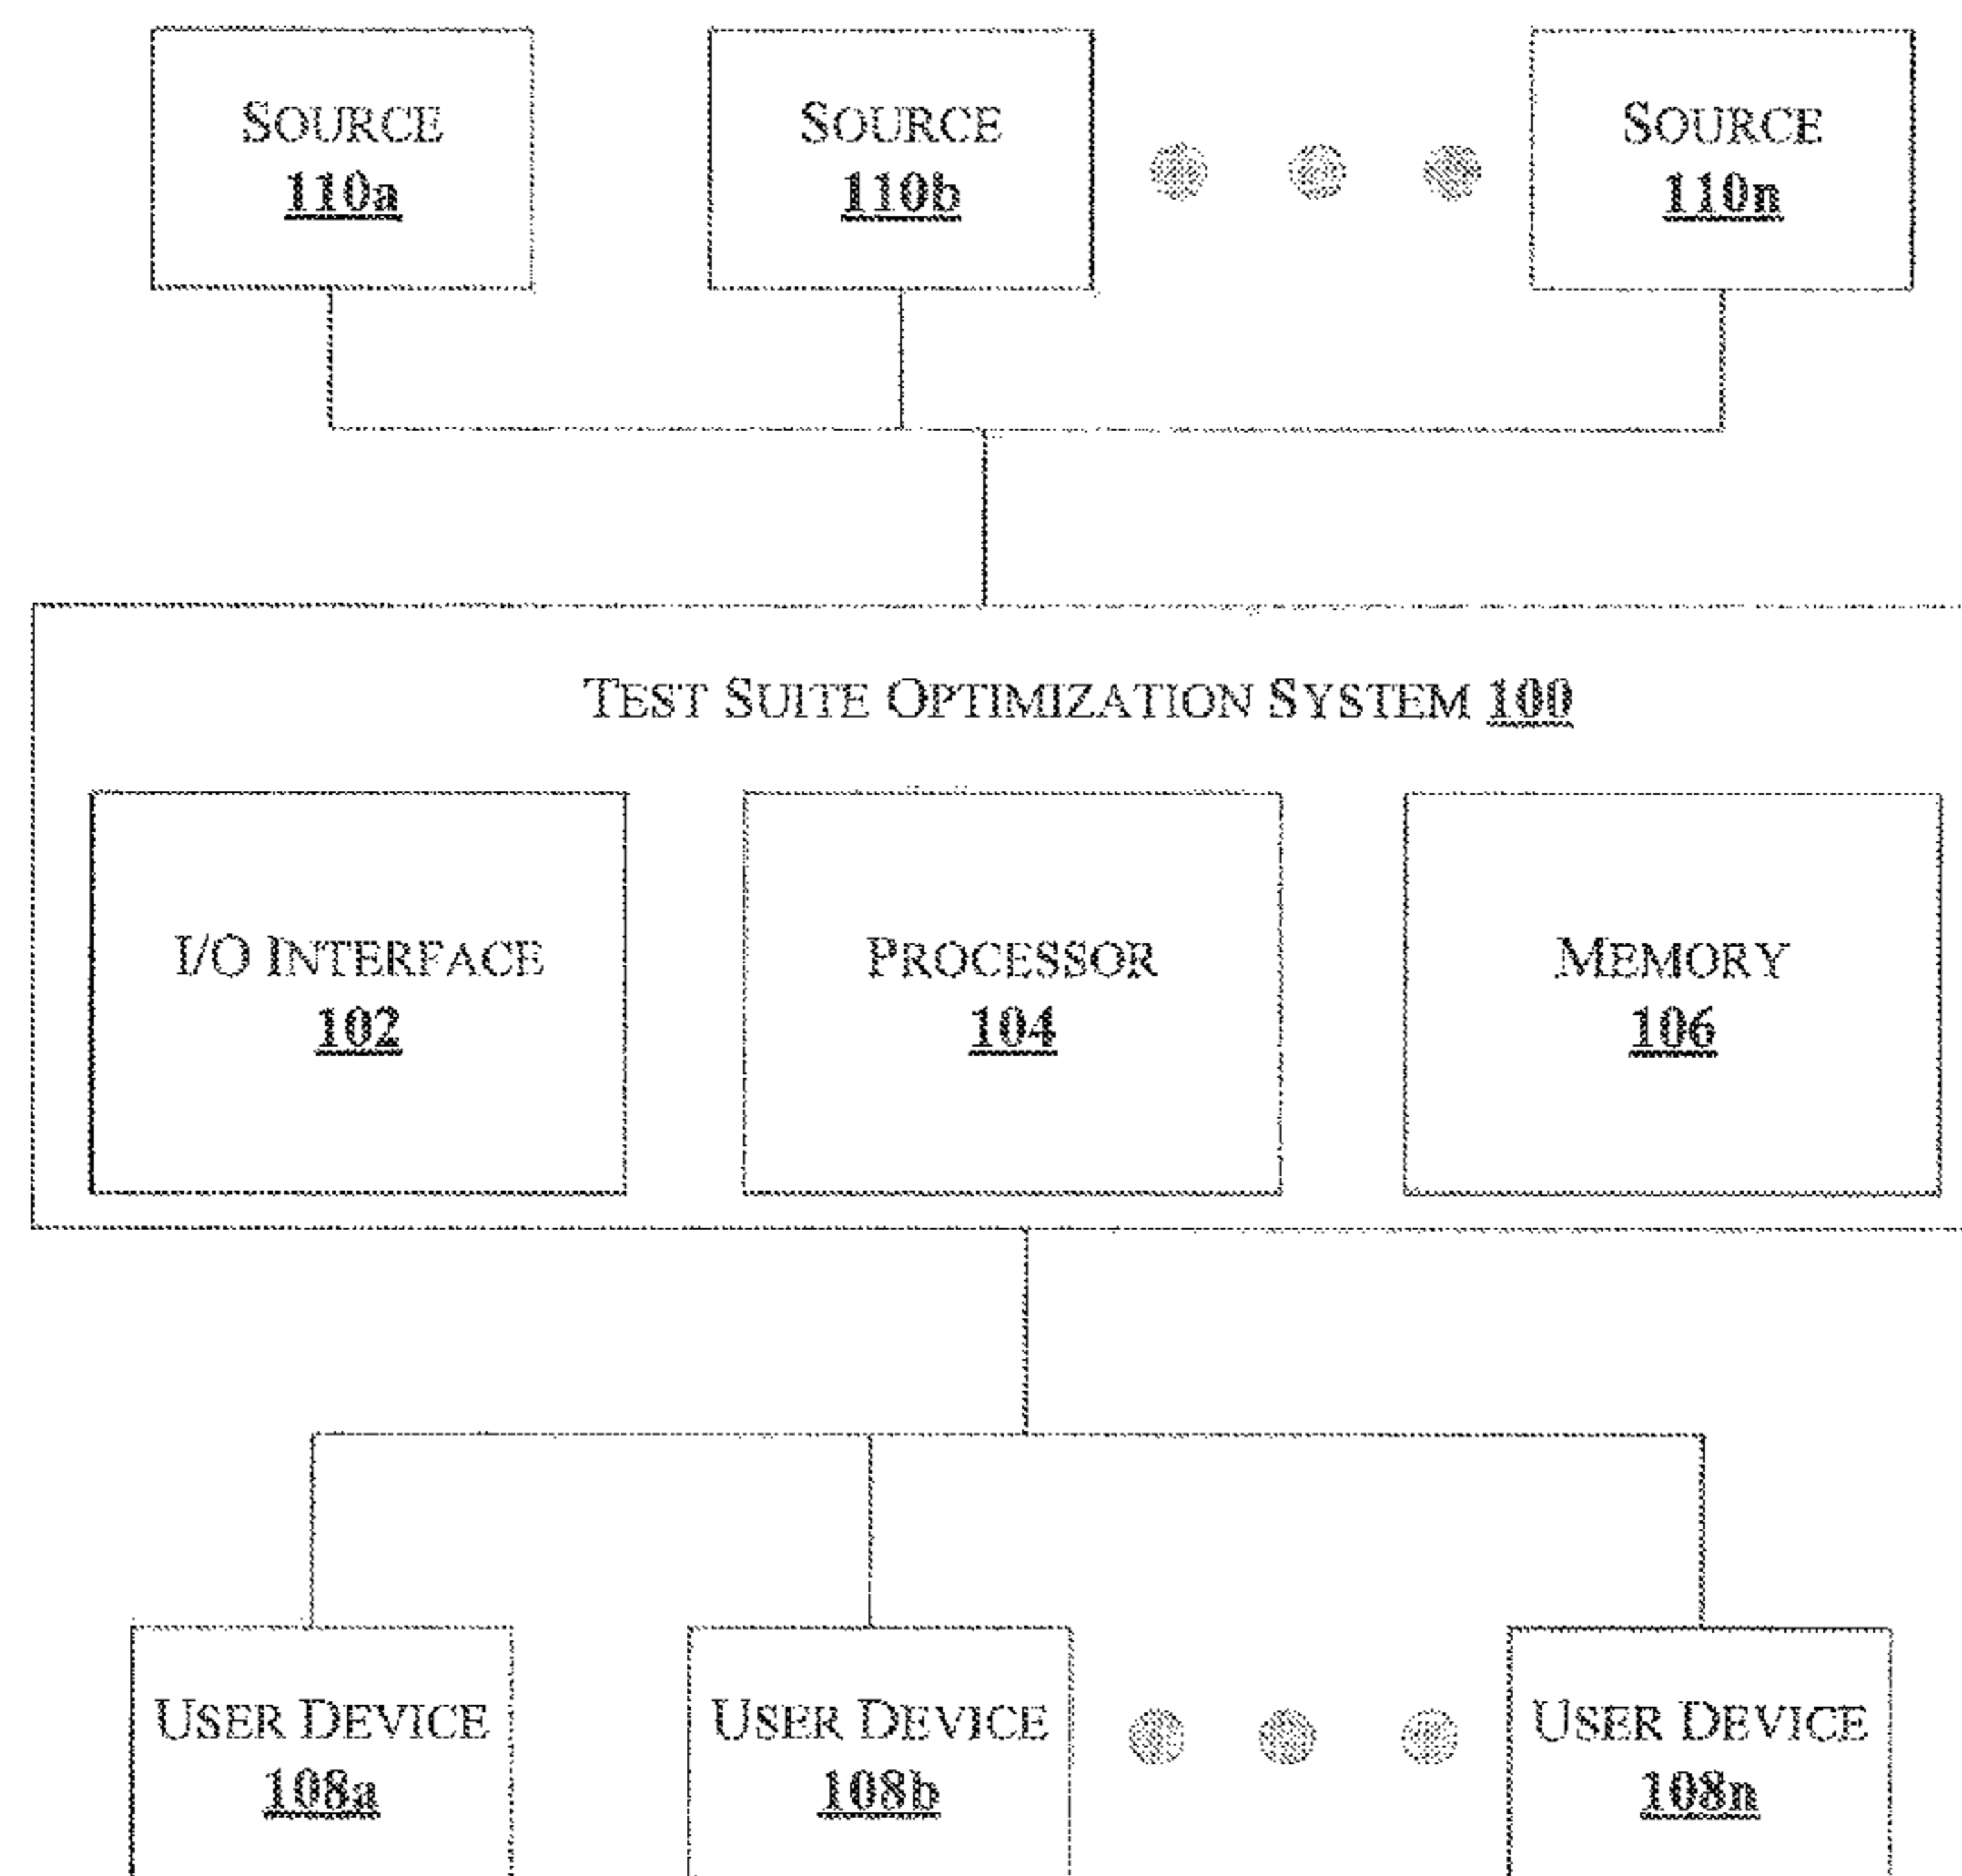 SOURCE
110a
SOURCE
110b
SOURCE
110n
TEST SUITE OPTIMIZATION SYSTEM 100
I/O INTERFACE
102
PROCESSOR
104
MEMORY
106
USER DEVICE
108a
USER DEVICE
108b
USER DEVICE
108n